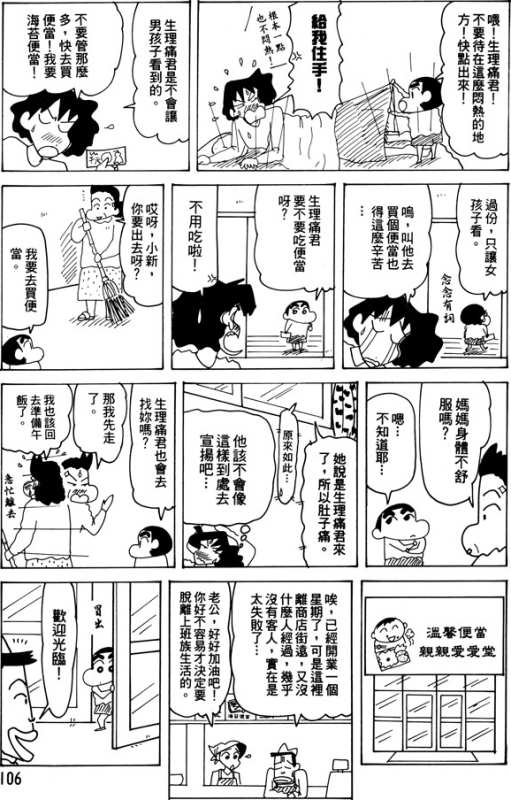 喂！生理痛君！
不要待在這麼悶熱的地
方！快點出來！
給我住手！
根本一點
也不悶熱！
生理痛君是不會讓
男孩子看到的。
不要管那麼
多，快去買
便當！我要
海苔便當！
過份，只讓女
孩子看。
念念有詞
嗚，叫他去
買個便當也
得這麼辛苦
生理痛君
要不要吃便當
呀？
不用吃啦！
哎呀，小新，
你要出去呀？
我要去買便
當。
媽媽身體不舒
服嗎？
嗯…
不知道耶…
她說是生理痛君來
了，所以肚子痛。
原來如此…
他該不會像
這樣到處去
宣揚吧…
生理痛君也會去
找妳嗎？
那我先走
了。
我也該回
去準備午
飯了。
急忙離去
溫馨便當
親親愛愛堂
唉，已經開業一個
星期了，可是這裡
離商店街遠，又沒
什麼人經過，幾乎
沒有客人，實在是
太失敗了…
老公，好好加油吧！
你好不容易才決定要
脫離上班族生活的。
冒出
歡迎光臨！
106